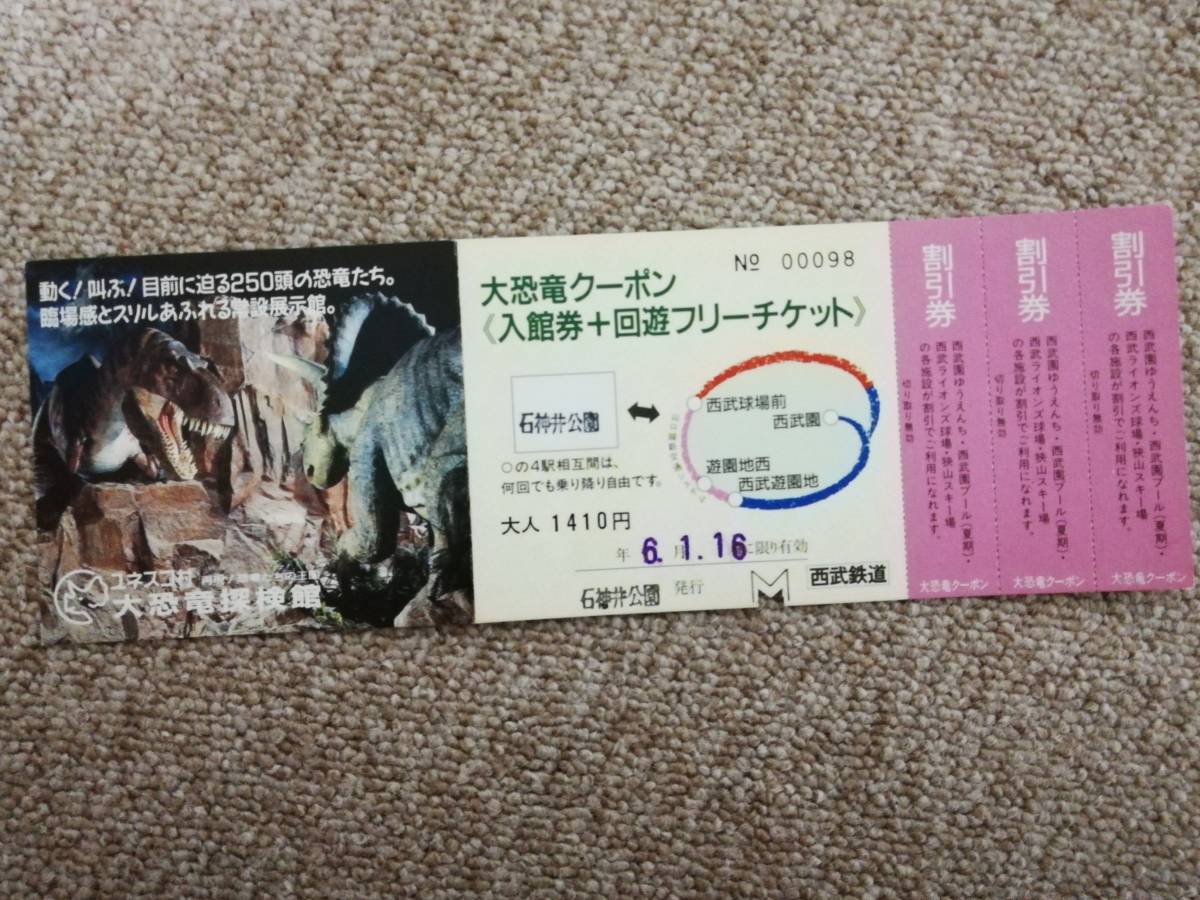 動く!叫ぶ!目前に迫る250頭の恐竜たち。
臨場感とスリルあふれる常設展示館。
ユネスコ村
大恐竜探検館
№ 00098
大恐竜クーポン
《入館券+回遊フリーチケット》
石神井公園
西武球場前
西武園
遊園地西
西武遊園地
○の4駅相互間は、
何回でも乗り降り自由です。
大人 1410円
年 6.月1.16 に限り有効
石神井公園 発行
西武鉄道
割引券
西武園ゆうえんち・西武園プール(夏期)・
西武ライオンズ球場・狭山スキー場
の各施設が割引でご利用になれます。
切り取り無効
大恐竜クーポン
割引券
西武園ゆうえんち・西武園プール(夏期)・
西武ライオンズ球場・狭山スキー場
の各施設が割引でご利用になれます。
切り取り無効
大恐竜クーポン
割引券
西武園ゆうえんち・西武園プール(夏期)・
西武ライオンズ球場・狭山スキー場
の各施設が割引でご利用になれます。
切り取り無効
大恐竜クーポン